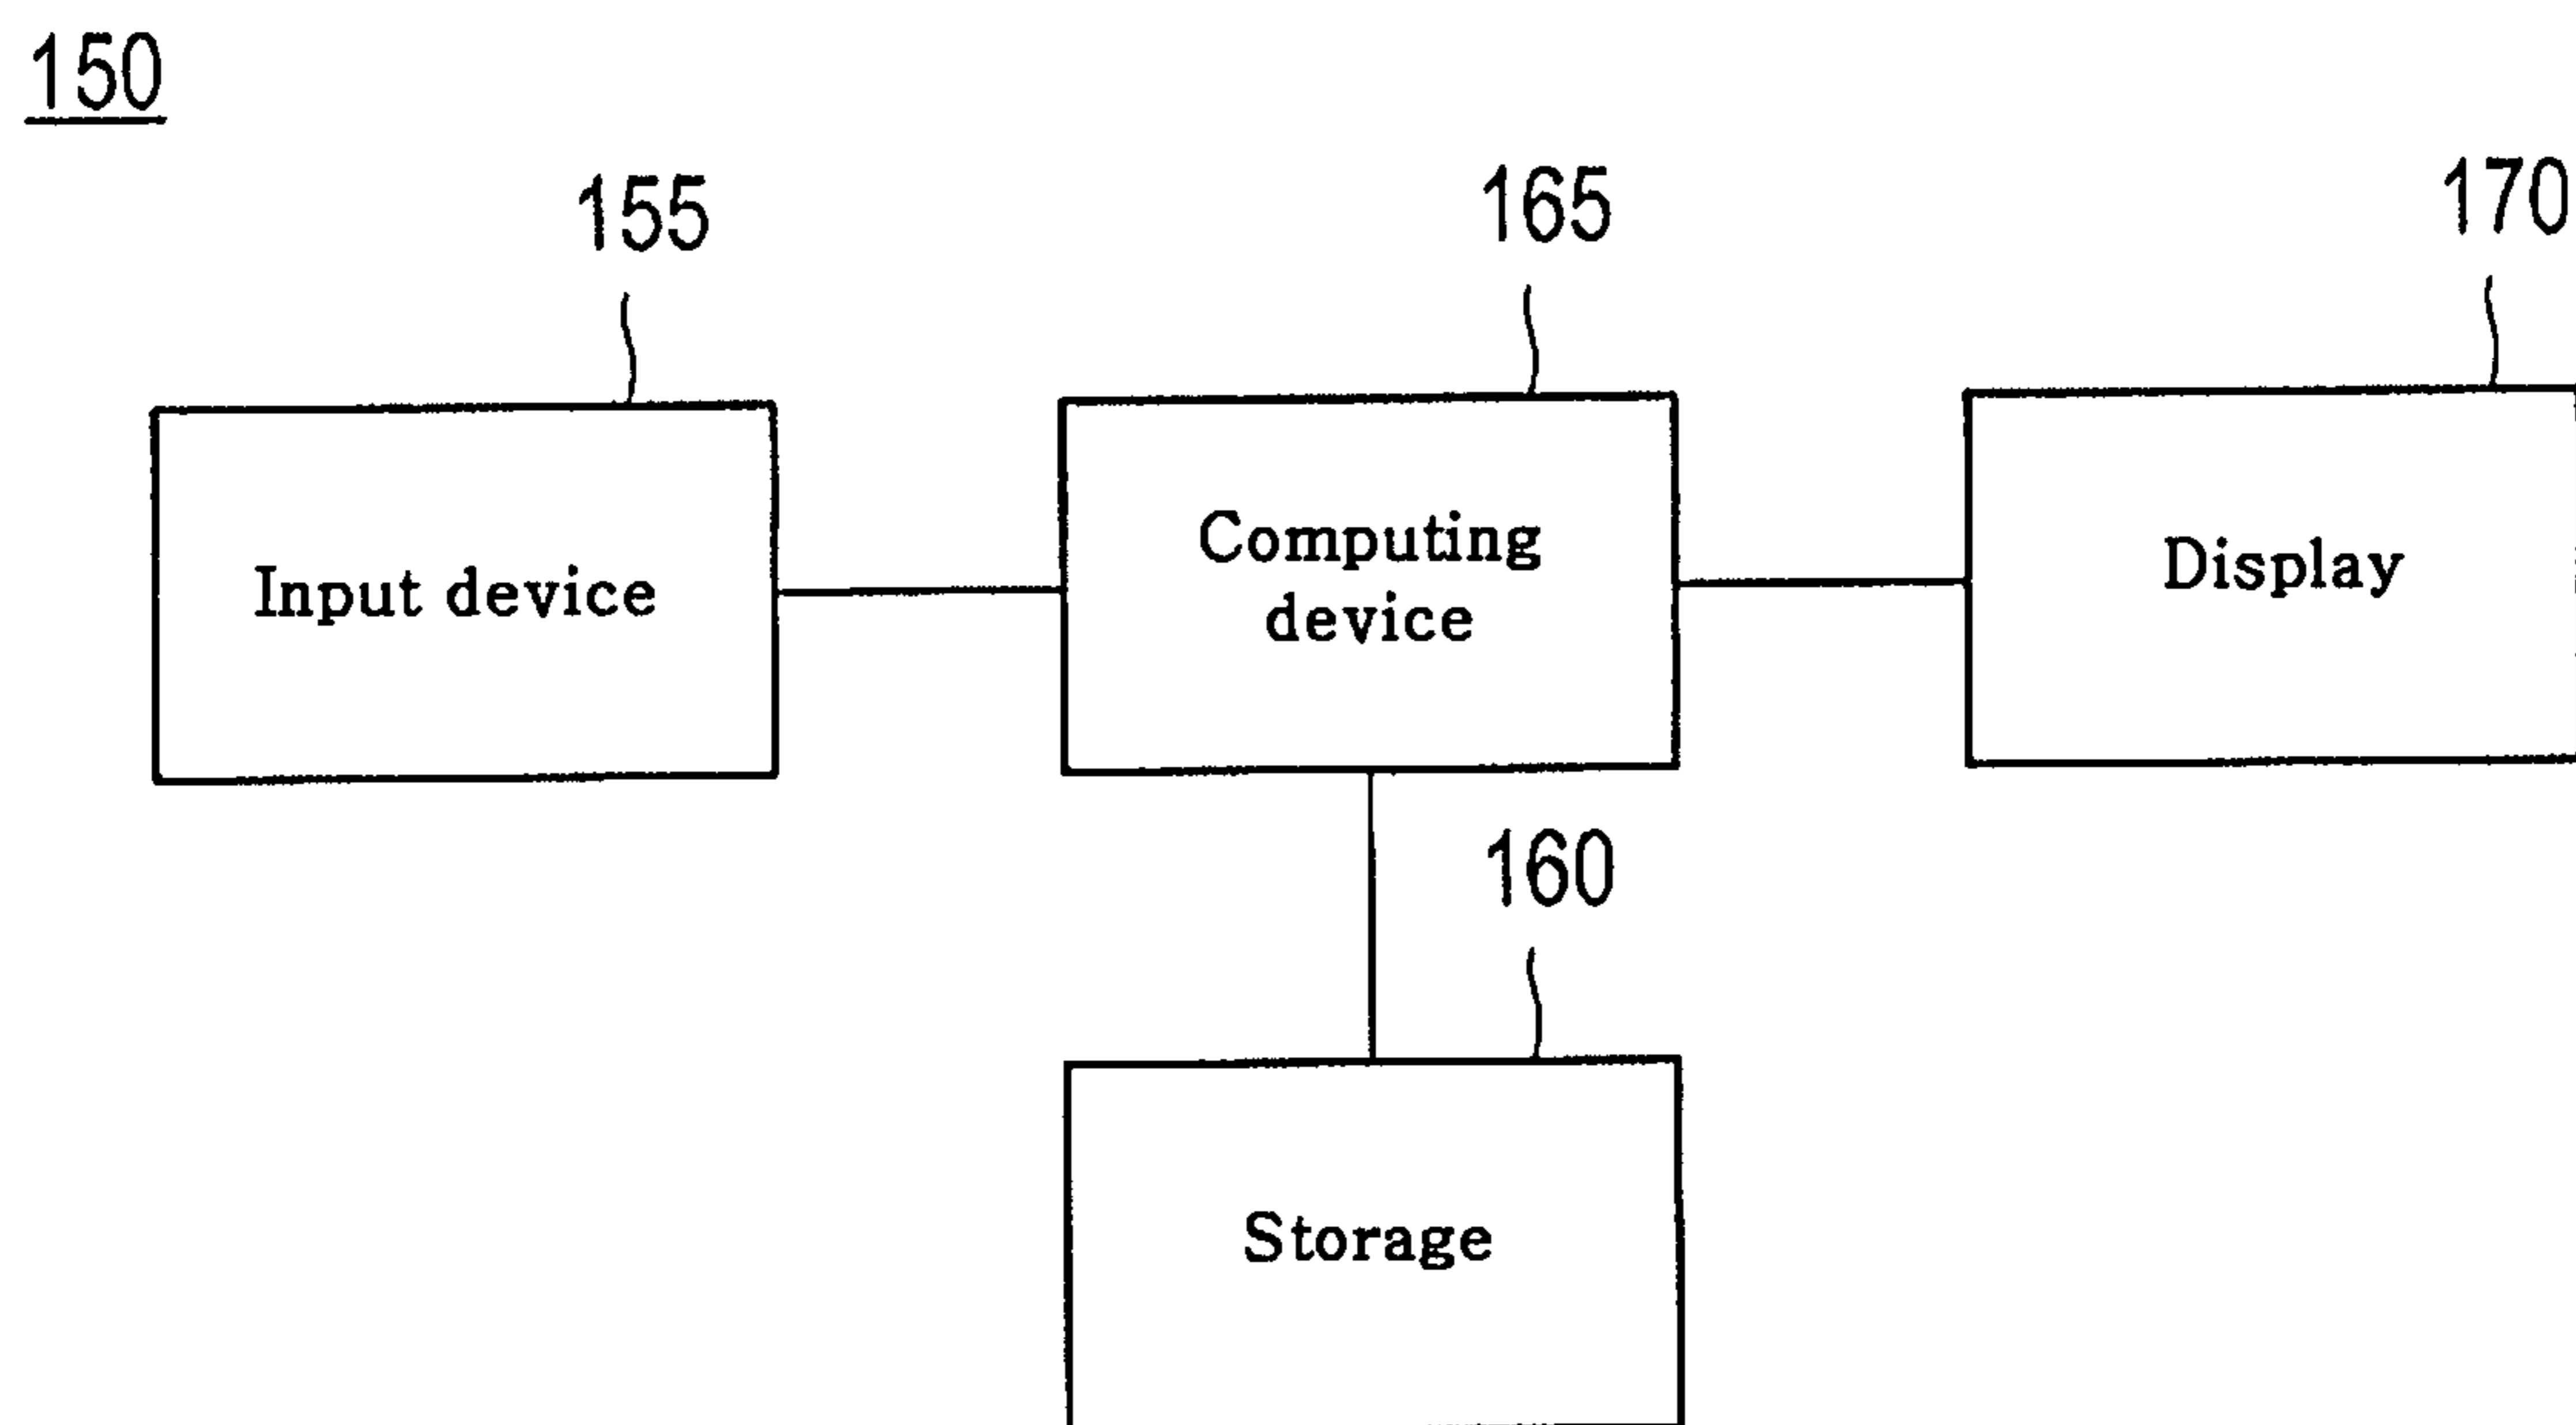 150
155
165
170
Input device
Computing
device
Display
160
Storage